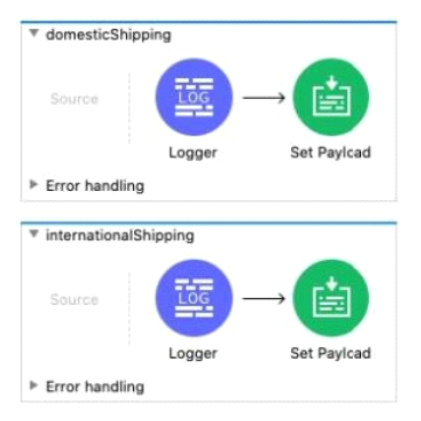 domesticShipping
Source
LOG
Logger
Set Paylcad
Error handling
internationalShipping
Source
LOG
Logger
Set Paylcad
Error handling